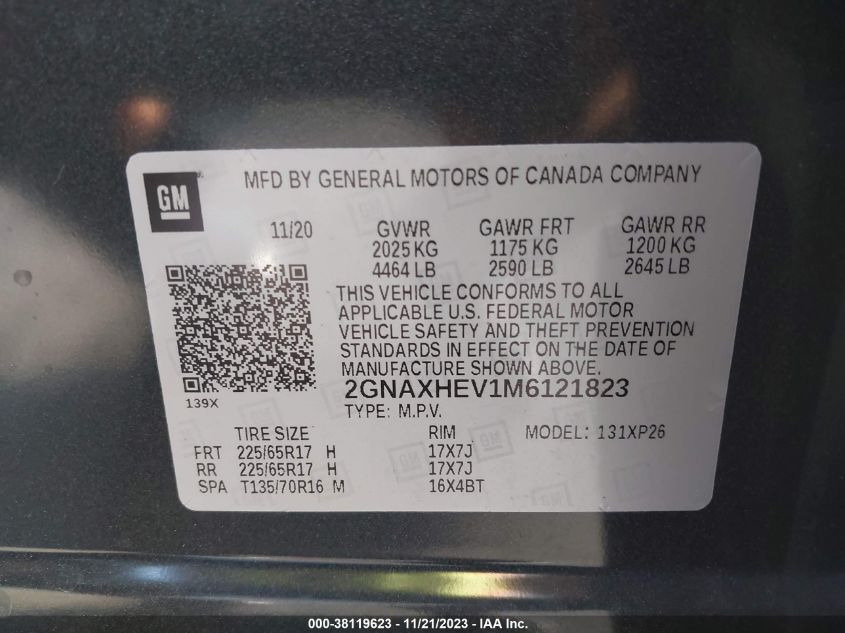 GM
MFD BY GENERAL MOTORS OF CANADA COMPANY
11/20 GVWR GAWR FRT GAWR RR
2025 KG 1175 KG 1200 KG
4464 LB 2590 LB 2645 LB
THIS VEHICLE CONFORMS TO ALL
APPLICABLE U.S. FEDERAL MOTOR
VEHICLE SAFETY AND THEFT PREVENTION
STANDARDS IN EFFECT ON THE DATE OF
MANUFACTURE SHOWN ABOVE.
139X
2GNAXHEV1M6121823
TYPE: M.P.V.
TIRE SIZE RIM MODEL: 131XP26
FRT 225/65R17 H 17X7J
RR 225/65R17 H 17X7J
SPA T135/70R16 M 16X4BT
000-38119623 - 11/21/2023 - IAA Inc.